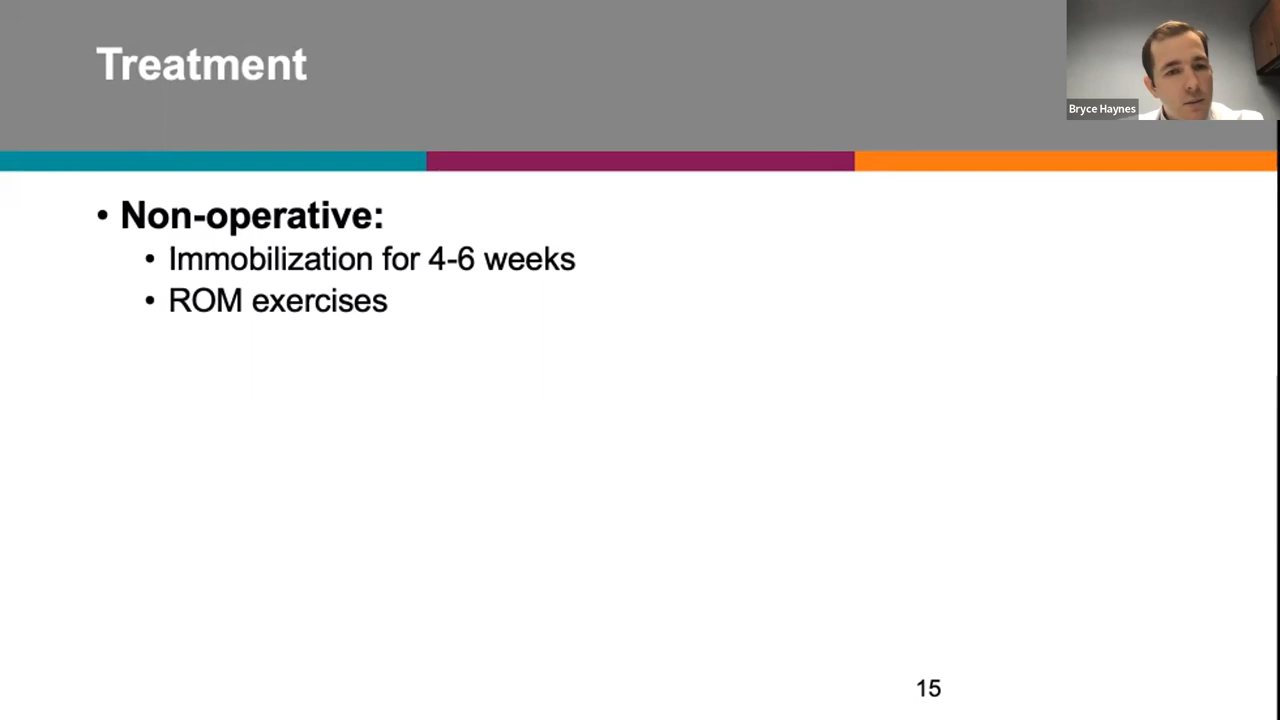 Treatment
Bryce Haynes
• Non-operative:
• Immobilization for 4-6 weeks
• ROM exercises
15